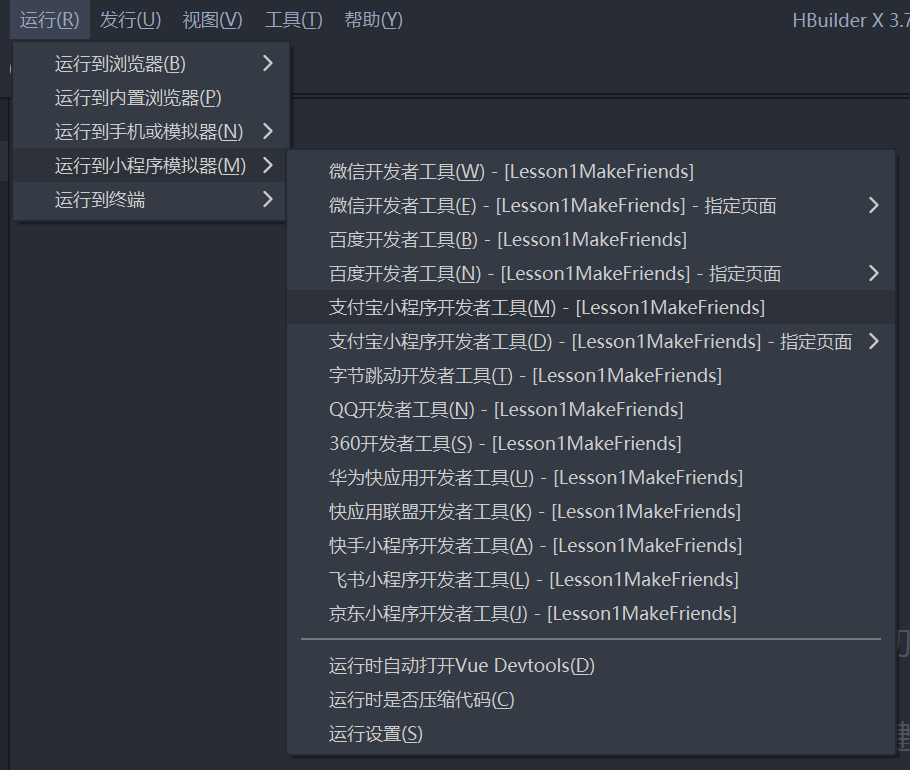 运行(R) 发行(U) 视图(V) 工具(T) 帮助(Y) HBuilder X 3.7
运行到浏览器(B)
运行到内置浏览器(P)
运行到手机或模拟器(N)
运行到小程序模拟器(M)
运行到终端
微信开发者工具(W) - [Lesson1MakeFriends]
微信开发者工具(E) - [Lesson1MakeFriends] - 指定页面
百度开发者工具(B) - [Lesson1MakeFriends]
百度开发者工具(N) - [Lesson1MakeFriends] - 指定页面
支付宝小程序开发者工具(M) - [Lesson1MakeFriends]
支付宝小程序开发者工具(D) - [Lesson1MakeFriends] - 指定页面
字节跳动开发者工具(T) - [Lesson1MakeFriends]
QQ开发者工具(N) - [Lesson1MakeFriends]
360开发者工具(S) - [Lesson1MakeFriends]
华为快应用开发者工具(U) - [Lesson1MakeFriends]
快应用联盟开发者工具(K) - [Lesson1MakeFriends]
快手小程序开发者工具(A) - [Lesson1MakeFriends]
飞书小程序开发者工具(L) - [Lesson1MakeFriends]
京东小程序开发者工具(J) - [Lesson1MakeFriends]
运行时自动打开Vue Devtools(D)
运行时是否压缩代码(C)
运行设置(S)